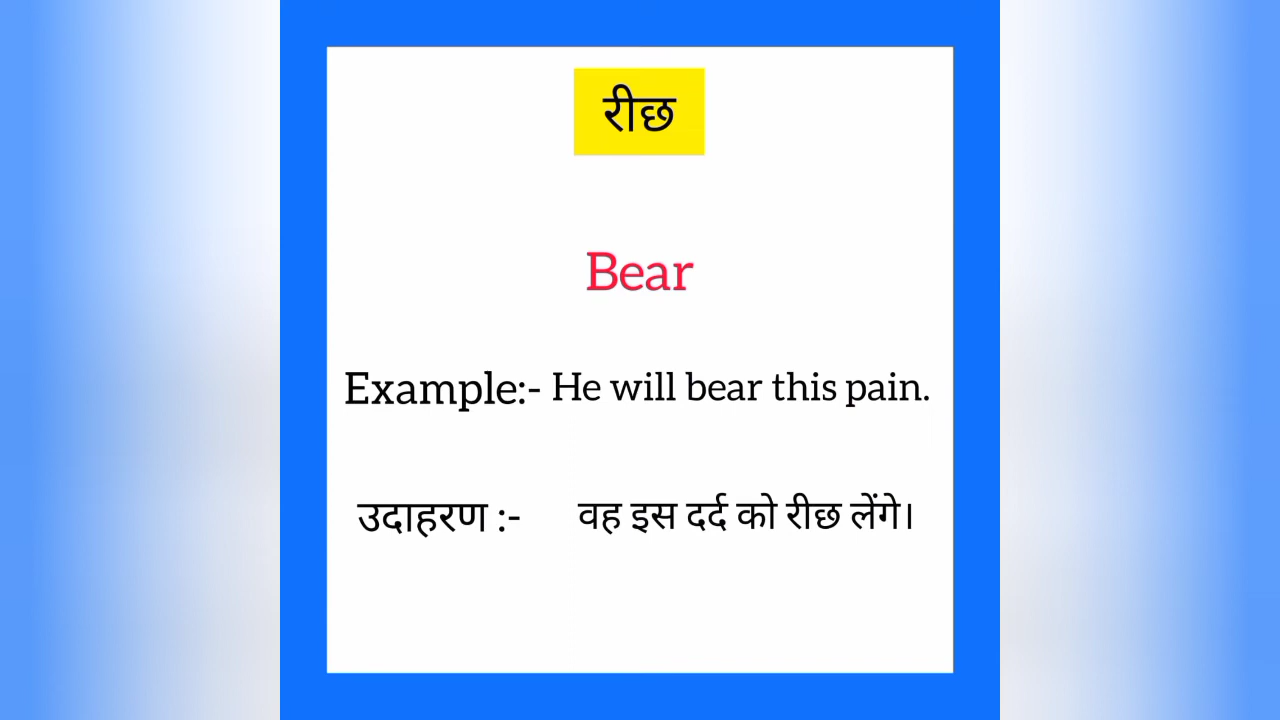 रीछ
Bear
Example:- He will bear this pain.
उदाहरण :- वह इस दर्द को रीछ लेंगे।